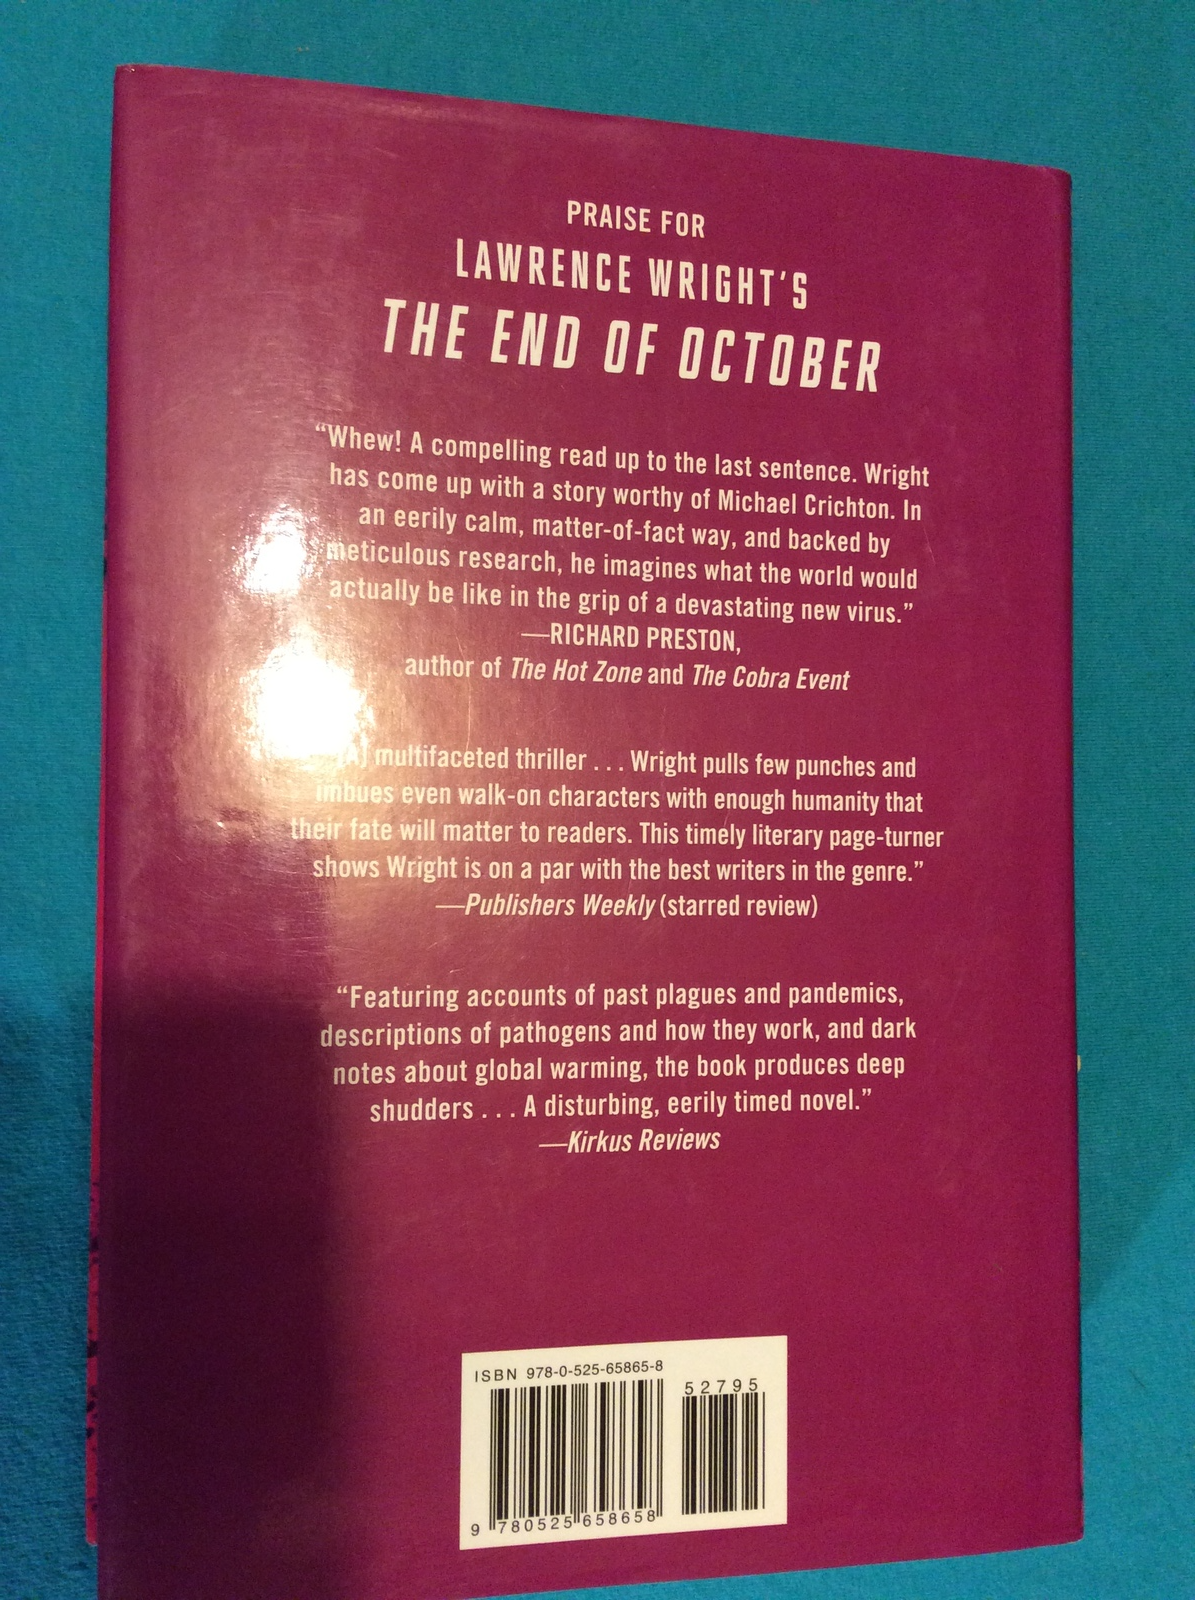 PRAISE FOR
LAWRENCE WRIGHT'S
THE END OF OCTOBER
“Whew! A compelling read up to the last sentence. Wright
has come up with a story worthy of Michael Crichton. In
an eerily calm, matter-of-fact way, and backed by
meticulous research, he imagines what the world would
actually be like in the grip of a devastating new virus.”
—RICHARD PRESTON,
author of The Hot Zone and The Cobra Event
[A] multifaceted thriller . . . Wright pulls few punches and
imbues even walk-on characters with enough humanity that
their fate will matter to readers. This timely literary page-turner
shows Wright is on a par with the best writers in the genre.”
—Publishers Weekly (starred review)
“Featuring accounts of past plagues and pandemics,
descriptions of pathogens and how they work, and dark
notes about global warming, the book produces deep
shudders . . . A disturbing, eerily timed novel.”
—Kirkus Reviews
ISBN 978-0-525-65865-8
52795
9 780525 658658